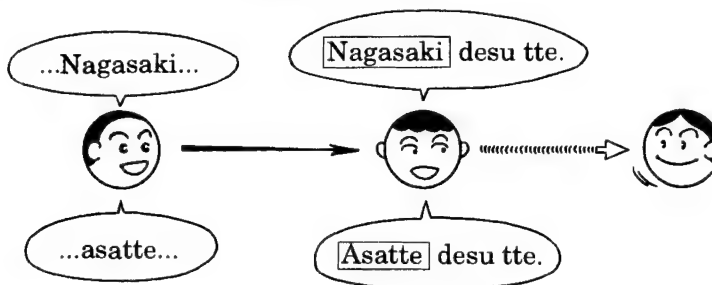 ...Nagasaki...
Nagasaki desu tte.
...asatte...
Asatte desu tte.